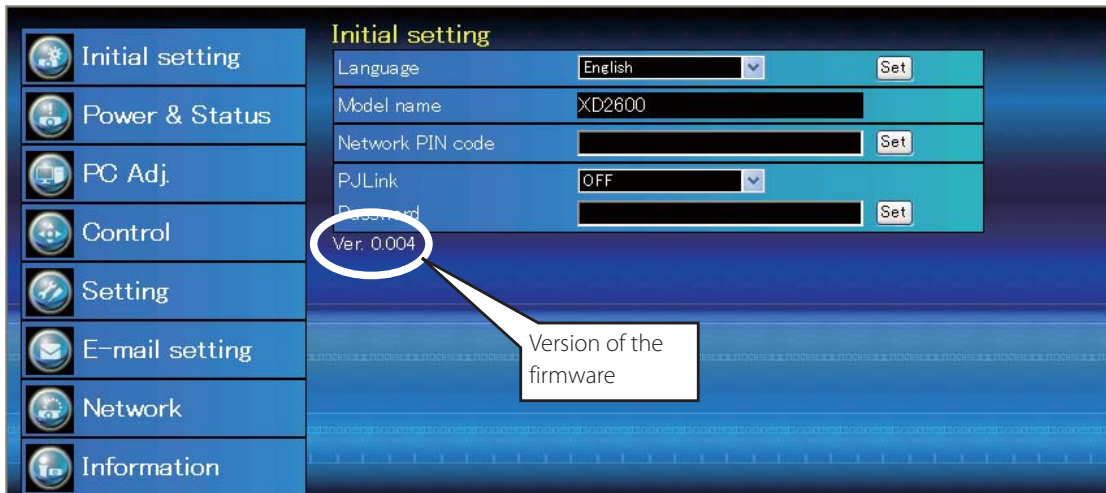 Initial setting
Power & Status
PC Adj.
Control
Setting
E-mail setting
Network
Information
Initial setting
Language English Set
Model name XD2600
Network PIN code Set
PJLink OFF
Password Set
Ver. 0.004
Version of the
firmware